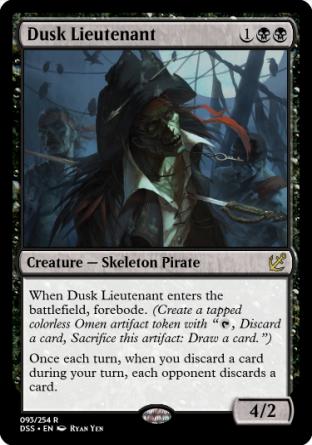 Dusk Lieutenant 1
Creature — Skeleton Pirate
When Dusk Lieutenant enters the
battlefield, forebode. (Create a tapped
colorless Omen artifact token with “, Discard
a card, Sacrifice this artifact: Draw a card.”)
Once each turn, when you discard a card
during your turn, each opponent discards a
card.
4/2
093/254 R
DSS • EN Ryan Yen